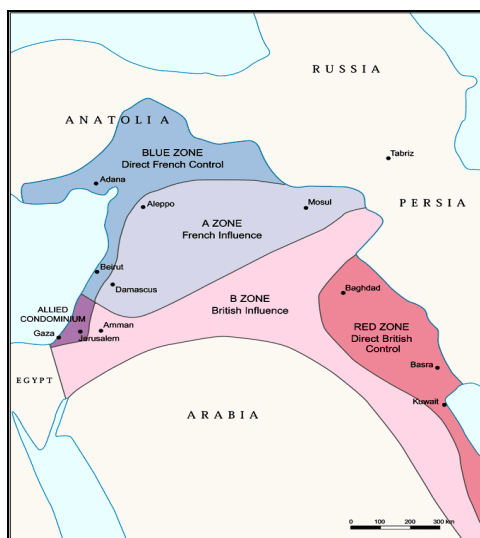 RUSSIA
ANATOLIA
BLUE ZONE
Direct French Control
Tabriz
Adana
Aleppo
Mosul
A ZONE
French Influence
PERSIA
Beirut
Damascus
Baghdad
B ZONE
British Influence
ALLIED
CONDOMINIUM
Gaza
Jerusalem
Amman
RED ZONE
Direct British
Control
Basra
EGYPT
Kuwait
ARABIA
0 100 200 300 km